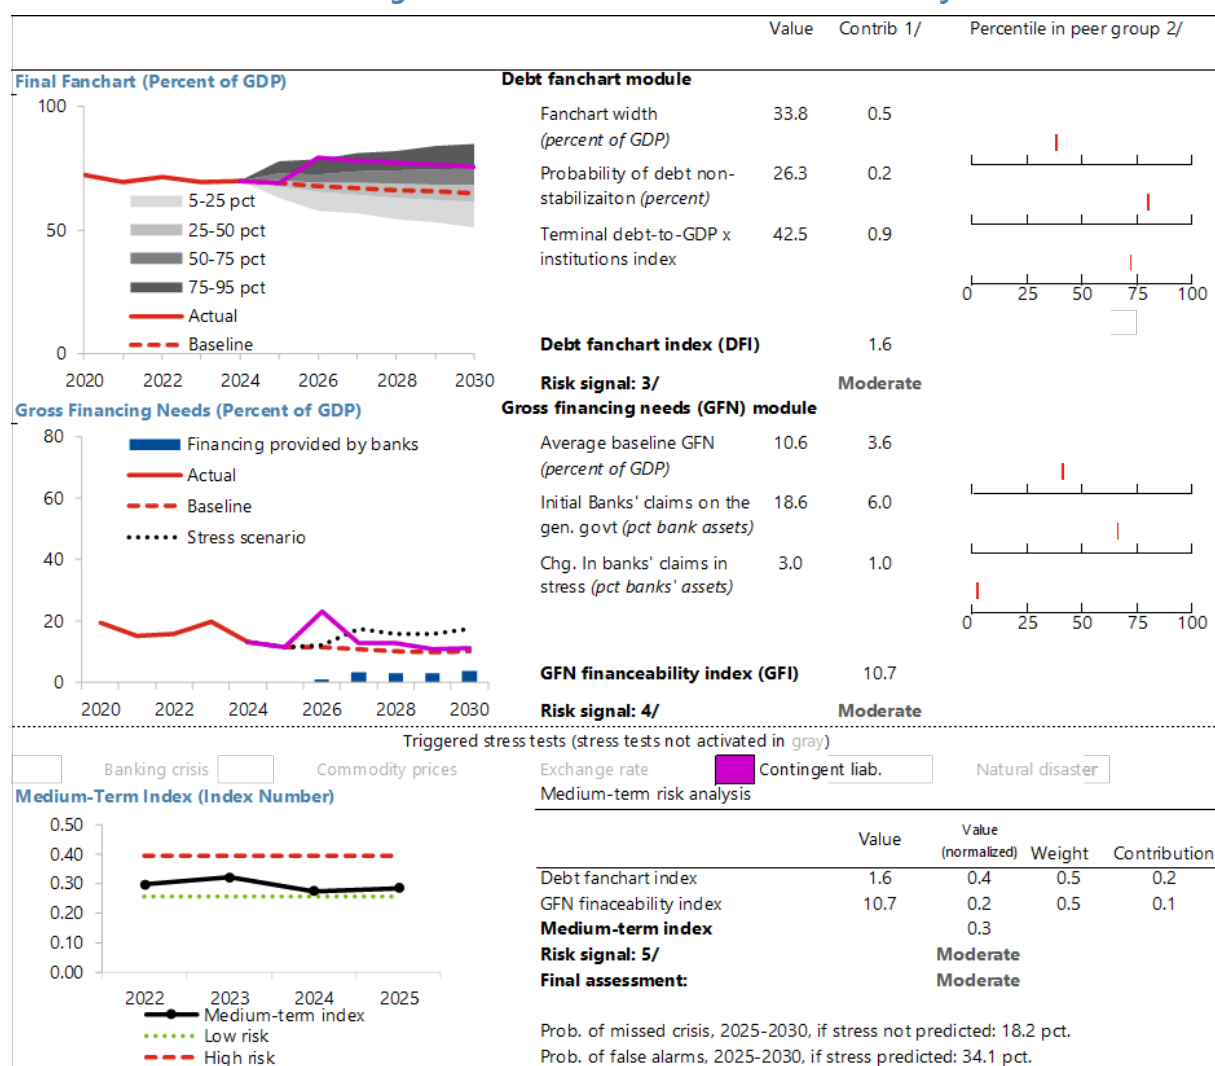 Value Contrib 1/ Percentile in peer group 2/
Final Fanchart (Percent of GDP)
100
50
0
5-25 pct
25-50 pct
50-75 pct
75-95 pct
Actual
Baseline
2020 2022 2024 2026 2028 2030
Debt fanchart module
Fanchart width 33.8 0.5
(percent of GDP)
Probability of debt non- 26.3 0.2
stabilizaiton (percent)
Terminal debt-to-GDP x 42.5 0.9
institutions index
0 25 50 75 100
Debt fanchart index (DFI) 1.6
Risk signal: 3/ Moderate
Gross Financing Needs (Percent of GDP)
80
60
40
20
0
Financing provided by banks
Actual
Baseline
Stress scenario
2020 2022 2024 2026 2028 2030
Gross financing needs (GFN) module
Average baseline GFN 10.6 3.6
(percent of GDP)
Initial Banks' claims on the 18.6 6.0
gen. govt (pct bank assets)
Chg. In banks' claims in 3.0 1.0
stress (pct banks' assets)
0 25 50 75 100
GFN financeability index (GFI) 10.7
Risk signal: 4/ Moderate
Triggered stress tests (stress tests not activated in gray)
Banking crisis Commodity prices Exchange rate Contingent liab. Natural disaster
Medium-Term Index (Index Number)
0.50
0.40
0.30
0.20
0.10
0.00
2022 2023 2024 2025
Medium-term index
Low risk
High risk
Medium-term risk analysis
Value Value (normalized) Weight Contribution
Debt fanchart index 1.6 0.4 0.5 0.2
GFN finaceability index 10.7 0.2 0.5 0.1
Medium-term index 0.3
Risk signal: 5/ Moderate
Final assessment: Moderate
Prob. of missed crisis, 2025-2030, if stress not predicted: 18.2 pct.
Prob. of false alarms, 2025-2030, if stress predicted: 34.1 pct.